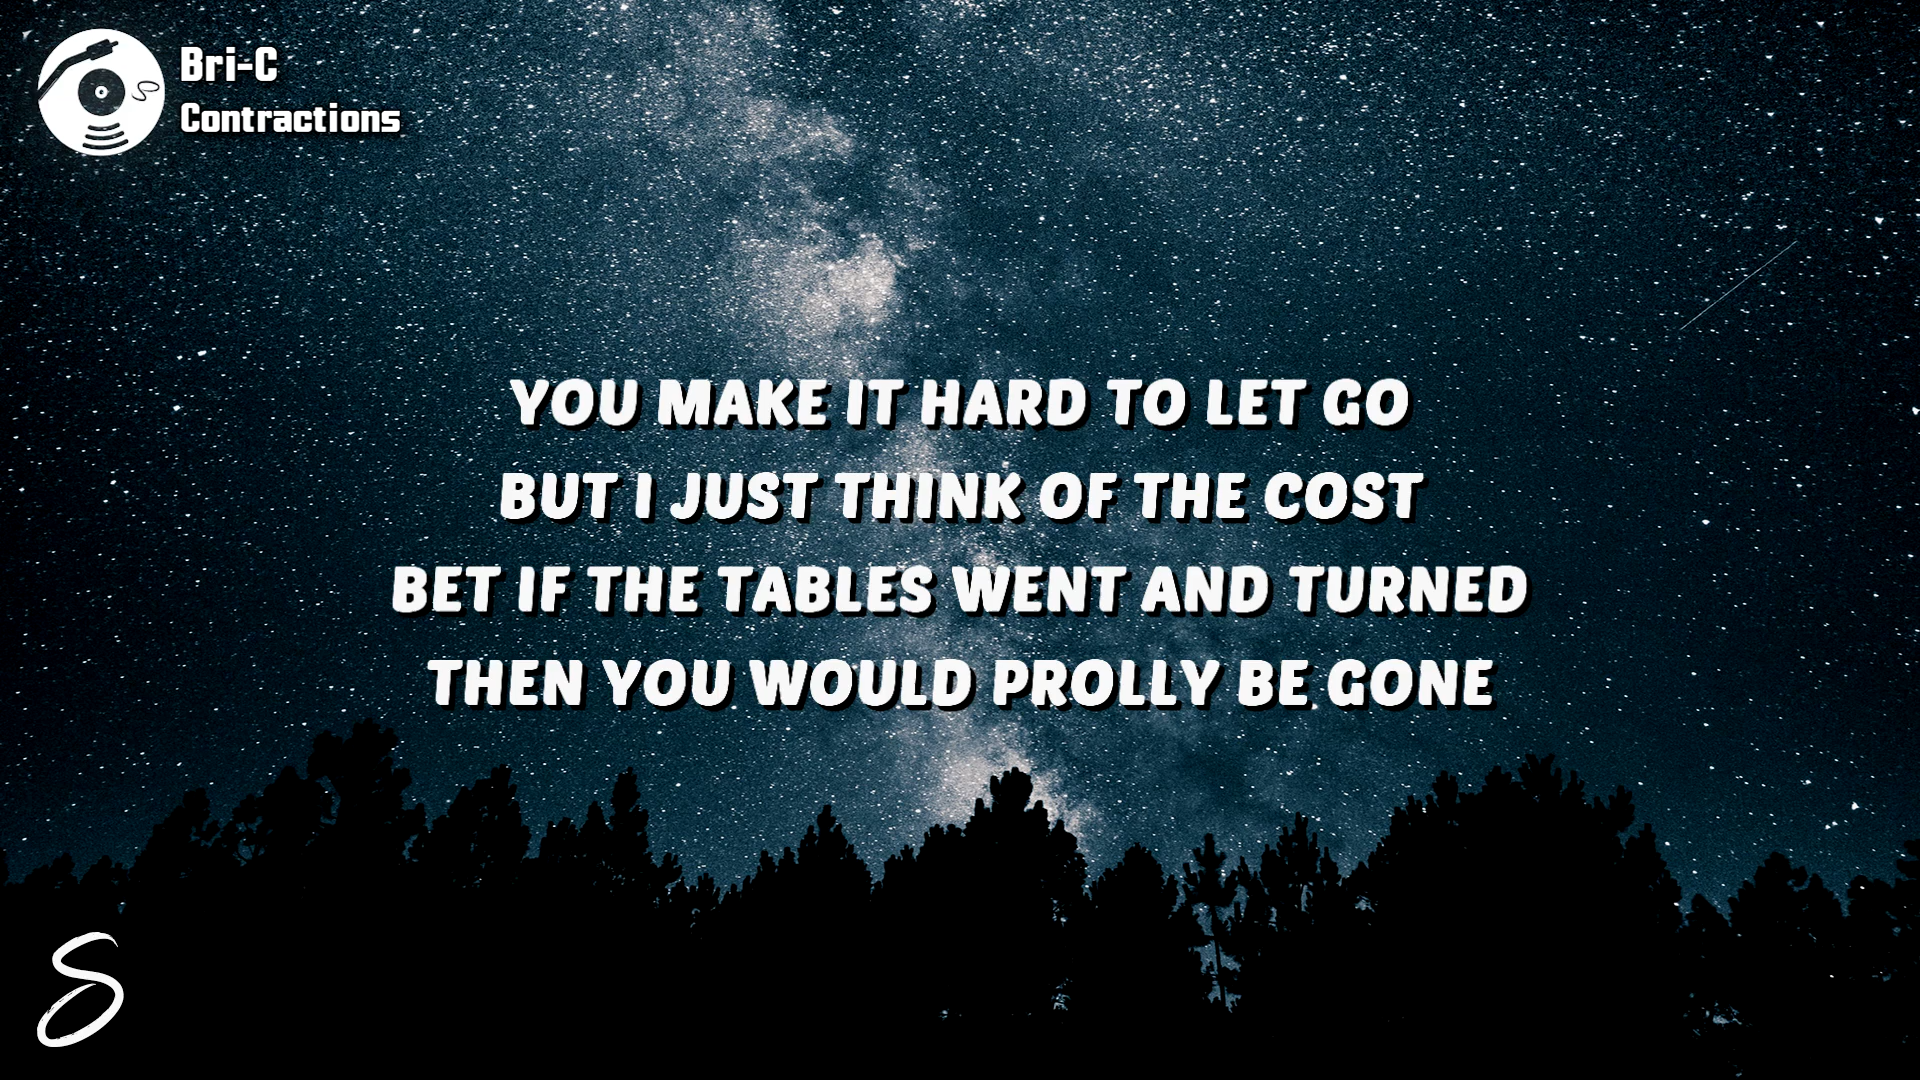 Bri-C
Contractions
YOU MAKE IT HARD TO LET GO
BUT I JUST THINK OF THE COST
BET IF THE TABLES WENT AND TURNED
THEN YOU WOULD PROLLY BE GONE
S